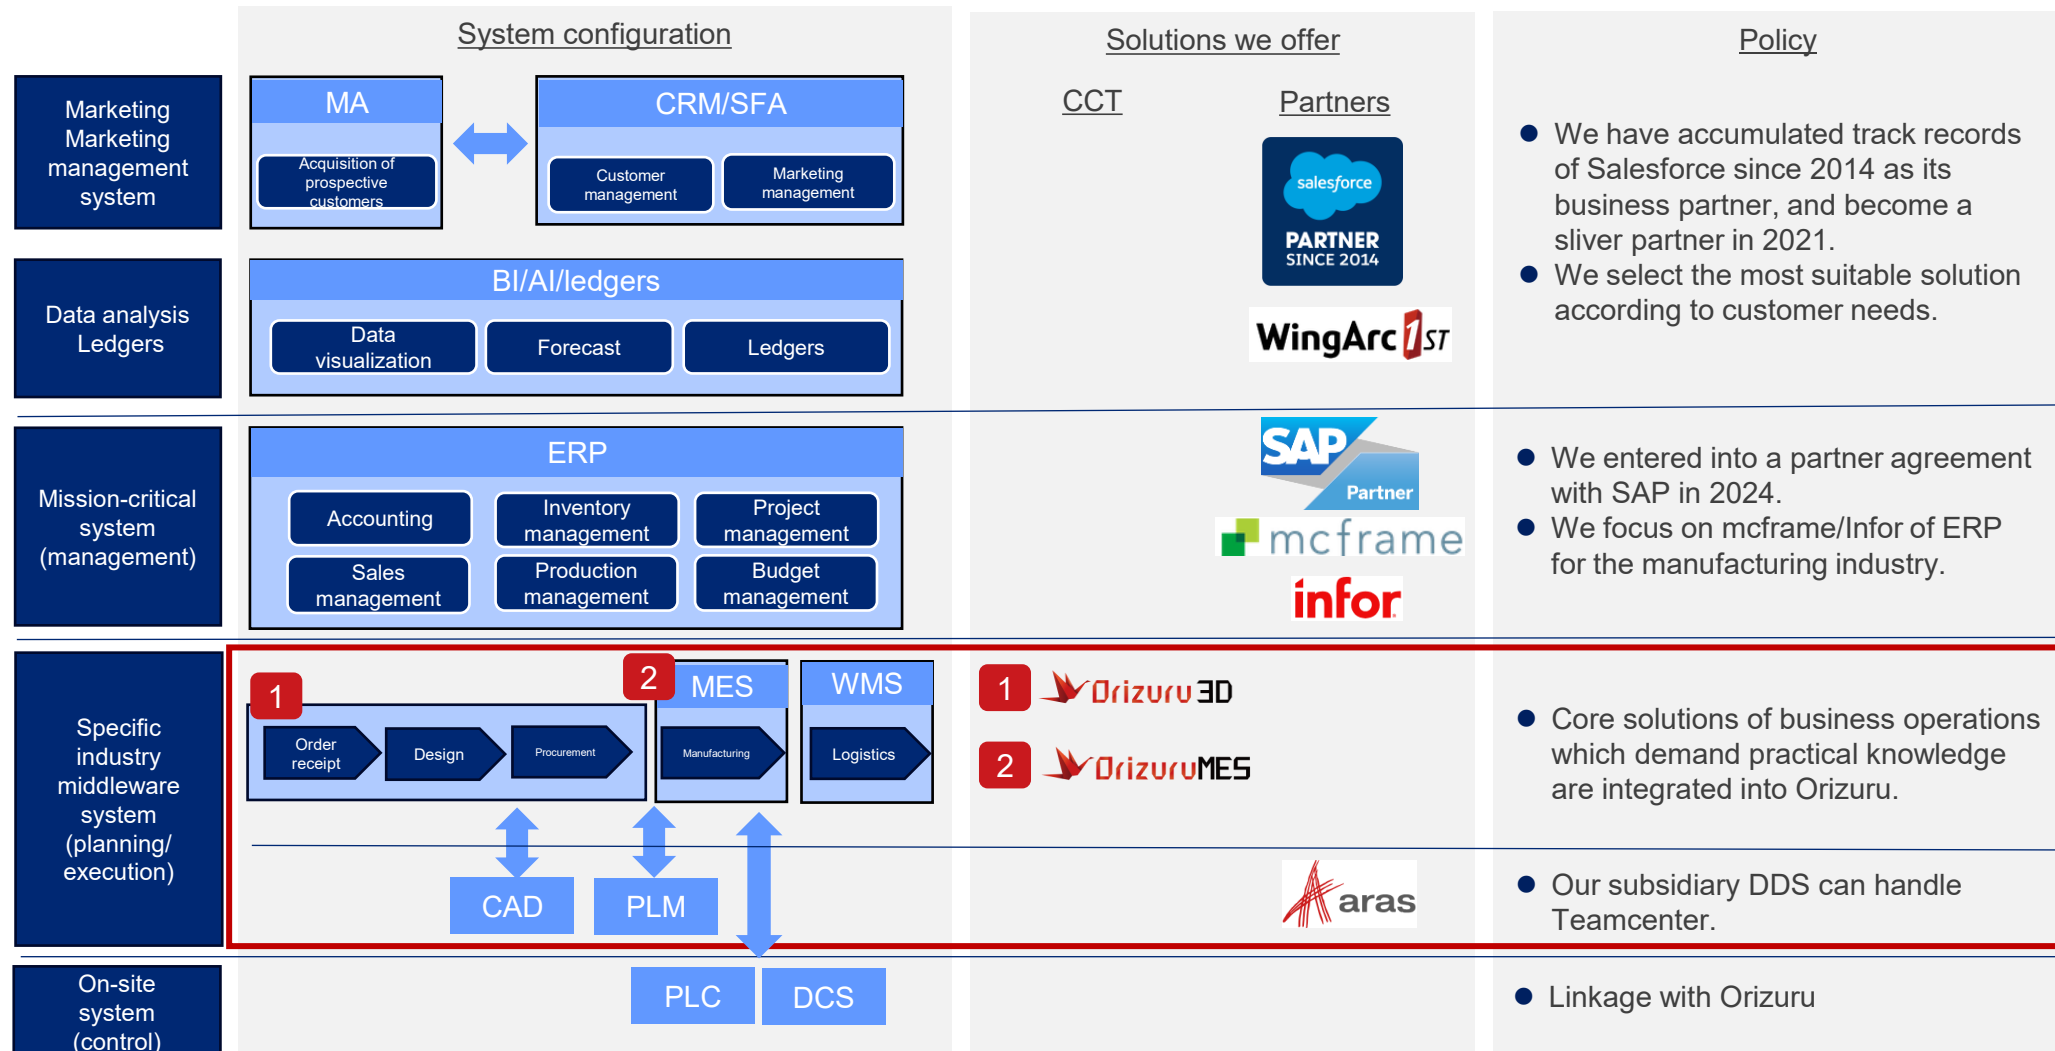 System configuration
Solutions we offer
Policy
CCT
Partners
Marketing
Marketing
management
system
MA
Acquisition of
prospective
customers
CRM/SFA
Customer
management
Marketing
management
salesforce
PARTNER
SINCE 2014
● We have accumulated track records
of Salesforce since 2014 as its
business partner, and become a
sliver partner in 2021.
● We select the most suitable solution
according to customer needs.
Data analysis
Ledgers
BI/AI/ledgers
Data
visualization
Forecast
Ledgers
WingArc 1ST
Mission-critical
system
(management)
ERP
Accounting
Inventory
management
Project
management
Sales
management
Production
management
Budget
management
SAP
Partner
mcframe
infor
● We entered into a partner agreement
with SAP in 2024.
● We focus on mcframe/Infor of ERP
for the manufacturing industry.
Specific
industry
middleware
system
(planning/
execution)
1
Order
receipt
Design
Procurement
2
MES
Manufacturing
WMS
Logistics
CAD
PLM
1 Orizuru 3D
2 OrizuruMES
aras
● Core solutions of business operations
which demand practical knowledge
are integrated into Orizuru.
● Our subsidiary DDS can handle
Teamcenter.
On-site
system
(control)
PLC
DCS
● Linkage with Orizuru